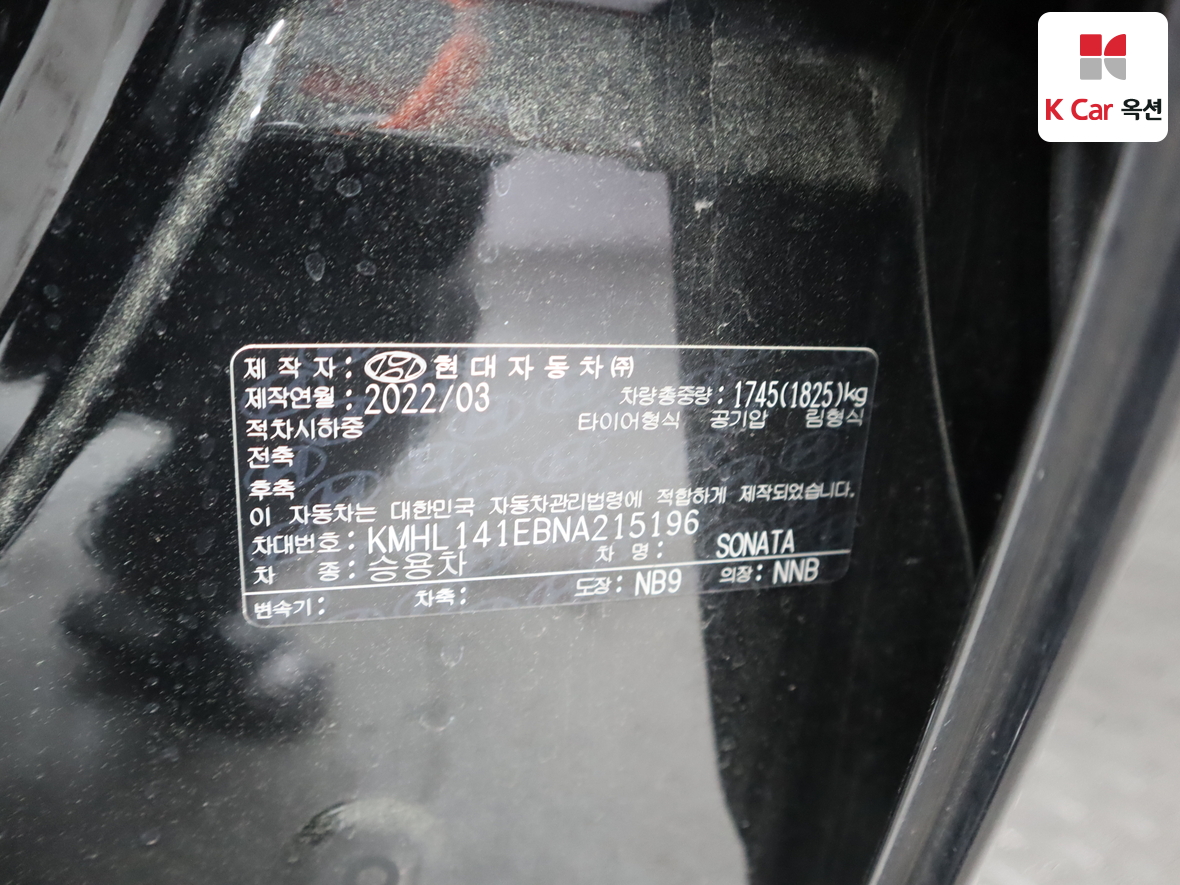 K Car 옥션
제 작 자 : 현 대 자 동 차 ㈜
제작연월 : 2022/03 차량총중량 : 1745(1825)kg
적차시하중 타이어형식 공기압 림형식
전축
후축
이 자동차는 대한민국 자동차관리법령에 적합하게 제작되었습니다.
차대번호 : KMHL141EBNA215196
차 종 : 승용차 차 명 : SONATA
변속기 : 차축 : 도장 : NB9 의장 : NNB